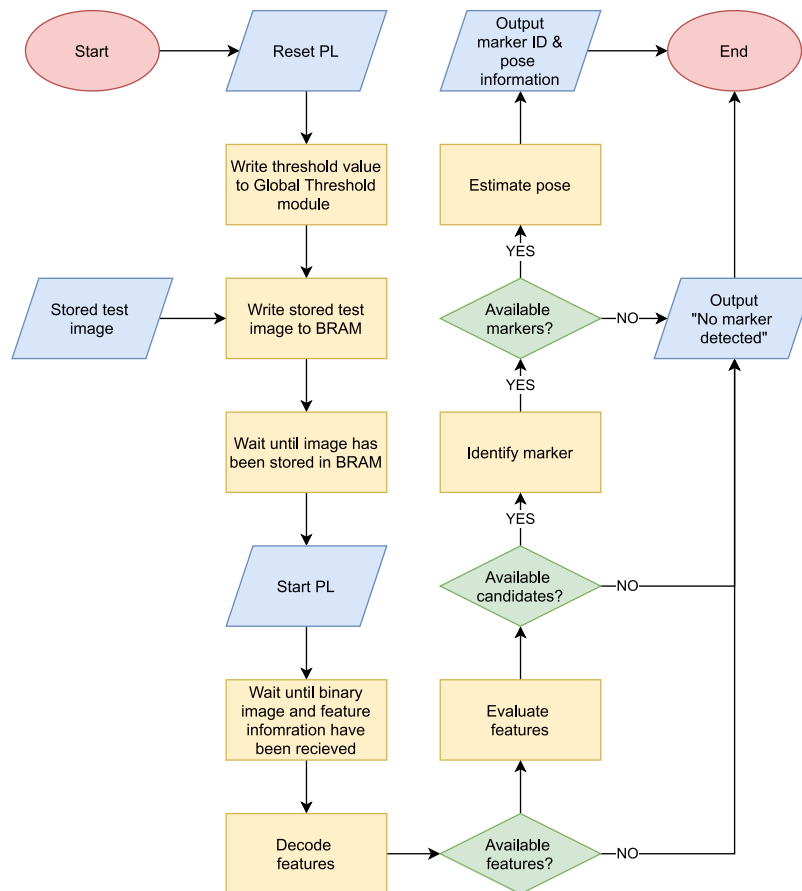 Start
Reset PL
Write threshold value
to Global Threshold
module
Stored test
image
Write stored test
image to BRAM
Wait until image has
been stored in BRAM
Start PL
Wait until binary
image and feature
infomration have
been recieved
Decode
features
Available
features?
NO
Evaluate
features
Available
candidates?
NO
YES
Identify marker
YES
Available
markers?
NO
YES
Estimate pose
Output
marker ID &
pose
information
Output
"No marker
detected"
End